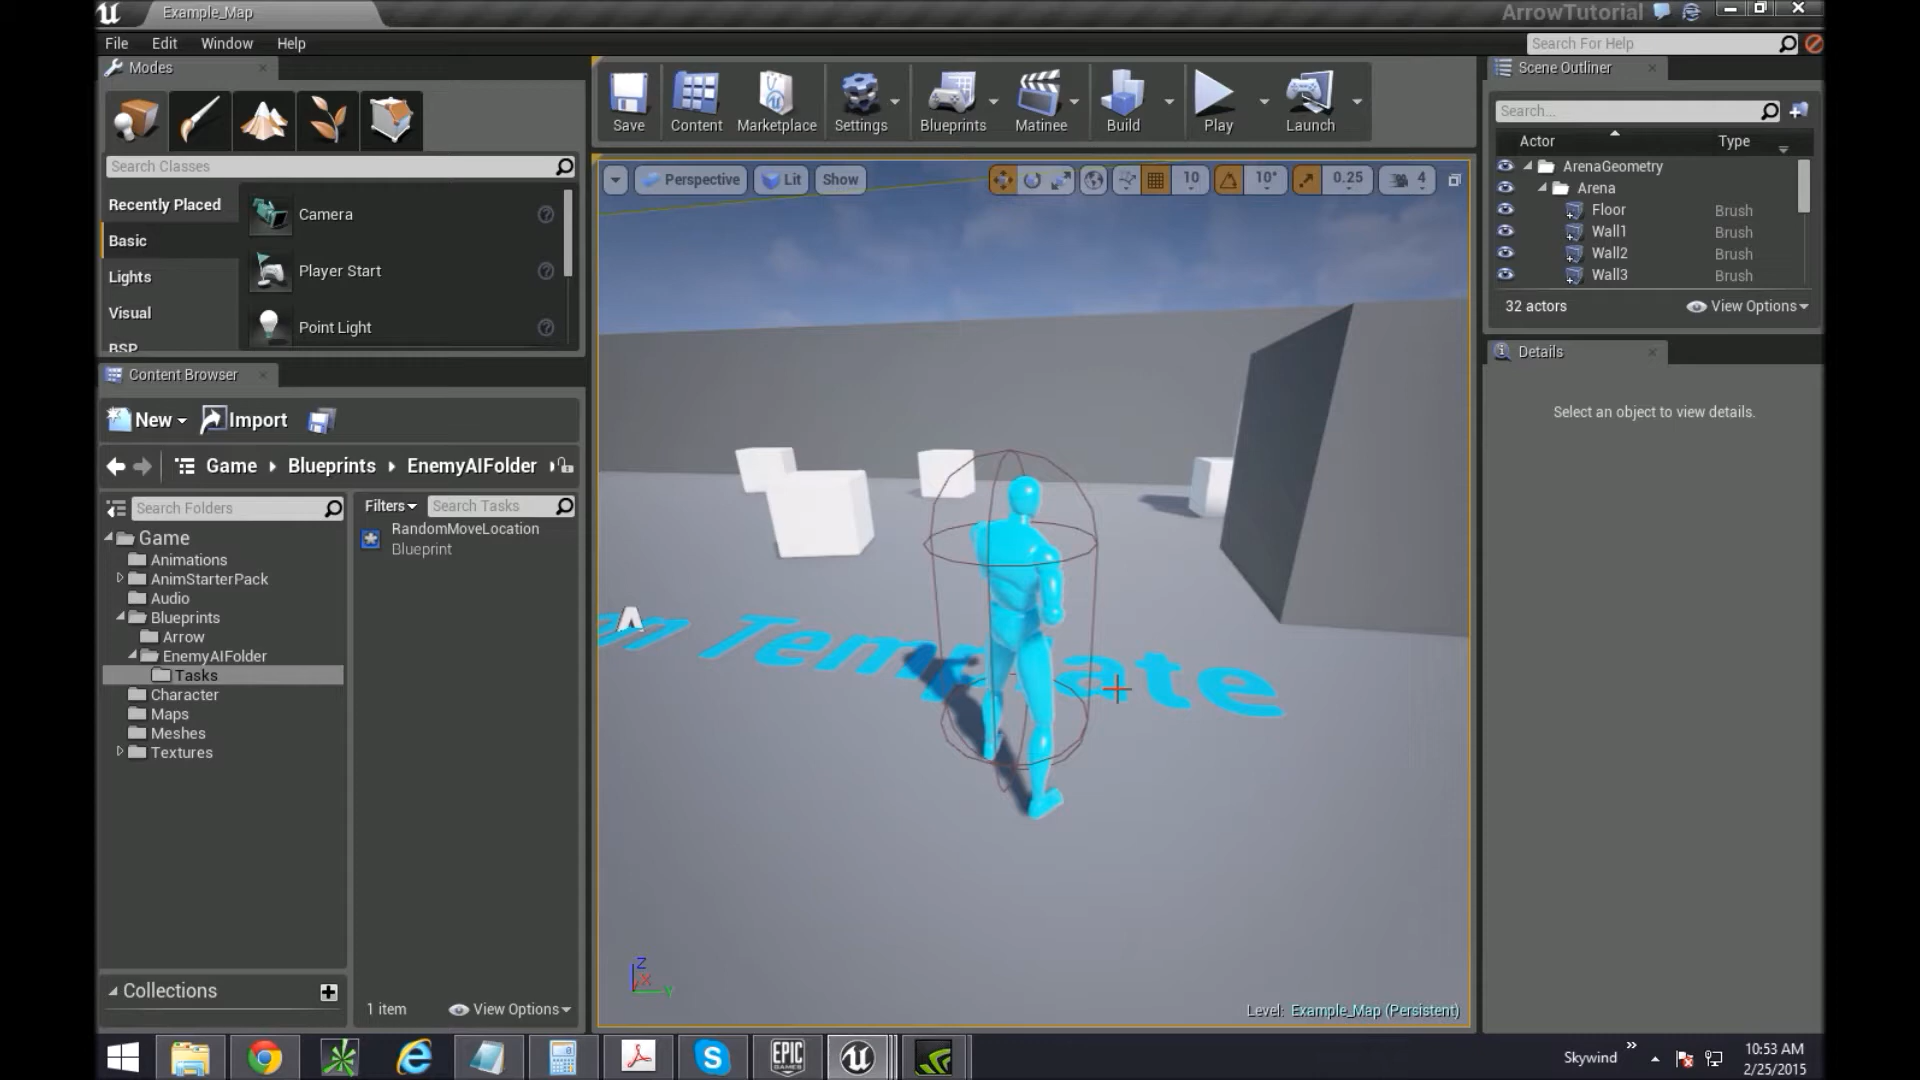 Example_Map
ArrowTutorial
File Edit Window Help
Search For Help
Modes
Search Classes
Recently Placed
Basic
Lights
Visual
BSP
Camera
Player Start
Point Light
Save
Content
Marketplace
Settings
Blueprints
Matinee
Build
Play
Launch
Perspective
Lit
Show
10
10°
0.25
4
Scene Outliner
Search...
Actor Type
ArenaGeometry
Arena
Floor Brush
Wall1 Brush
Wall2 Brush
Wall3 Brush
32 actors
View Options
Details
Select an object to view details.
Content Browser
New
Import
Game
Blueprints
EnemyAIFolder
Search Folders
Game
Animations
AnimStarterPack
Audio
Blueprints
Arrow
EnemyAIFolder
Tasks
Character
Maps
Meshes
Textures
Collections
Filters
Search Tasks
RandomMoveLocation
Blueprint
1 item
View Options
Z
X
Y
Level: Example_Map (Persistent)
EPIC
GAMES
Skywind
10:53 AM
2/25/2015